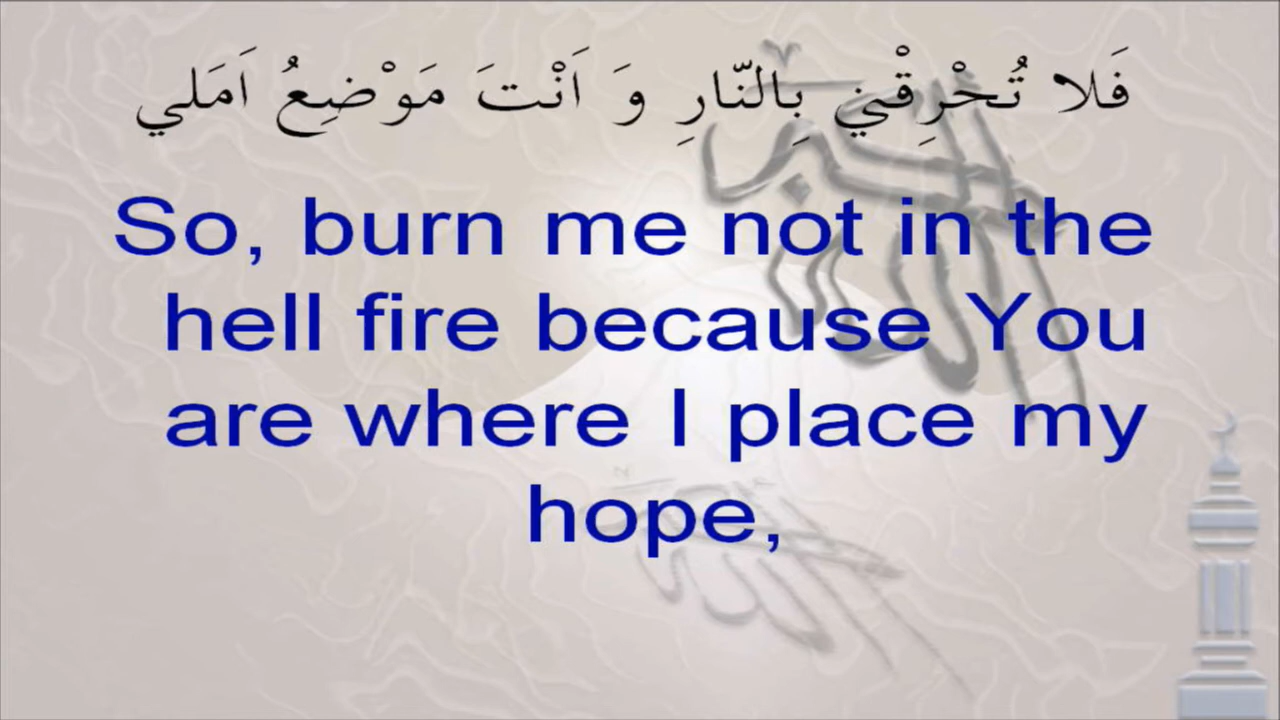 فَلا تُحْرِقْني بِالنّارِ وَ اَنْتَ مَوْضِعُ اَمَلي
So, burn me not in the
hell fire because You
are where I place my
hope,